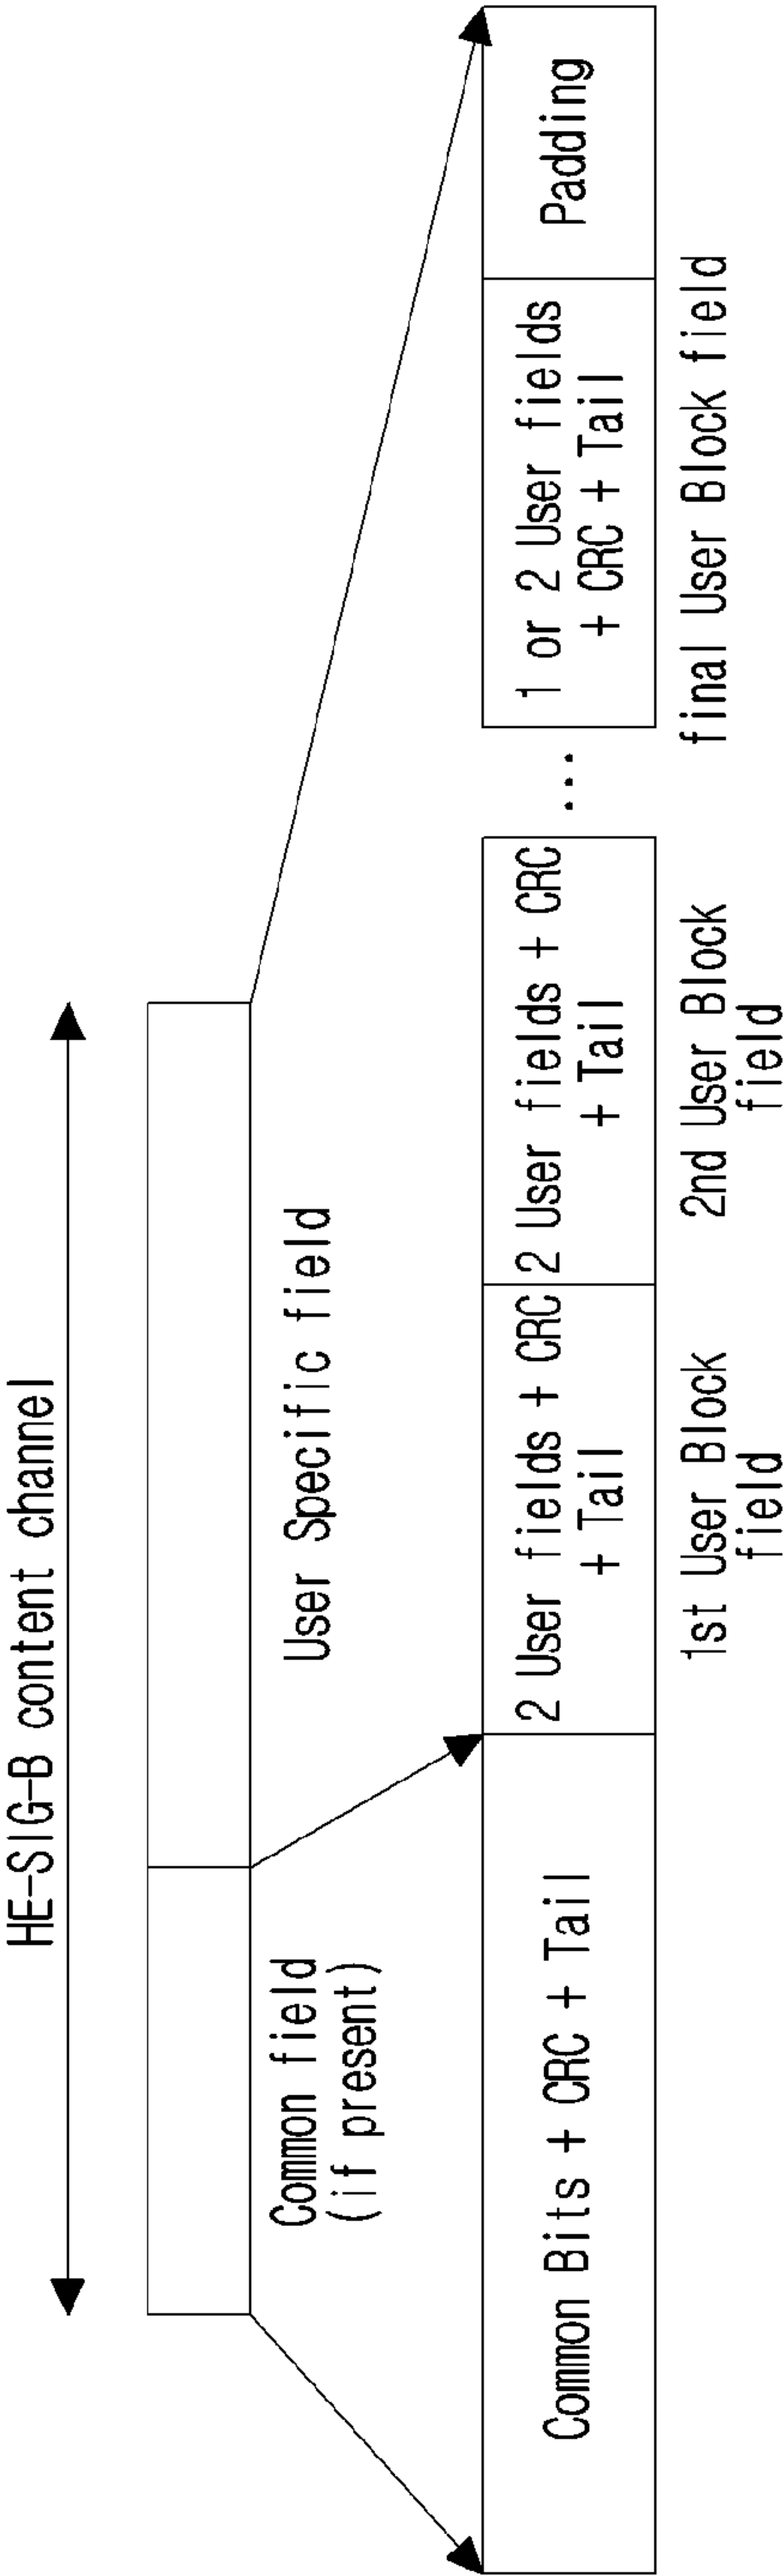 HE-SIG-B content channel
Common field
(if present)
User Specific field
Common Bits + CRC + Tail
2 User fields + CRC
+ Tail
2 User fields + CRC
+ Tail
...
1 or 2 User fields
+ CRC + Tail
Padding
1st User Block
field
2nd User Block
field
final User Block field